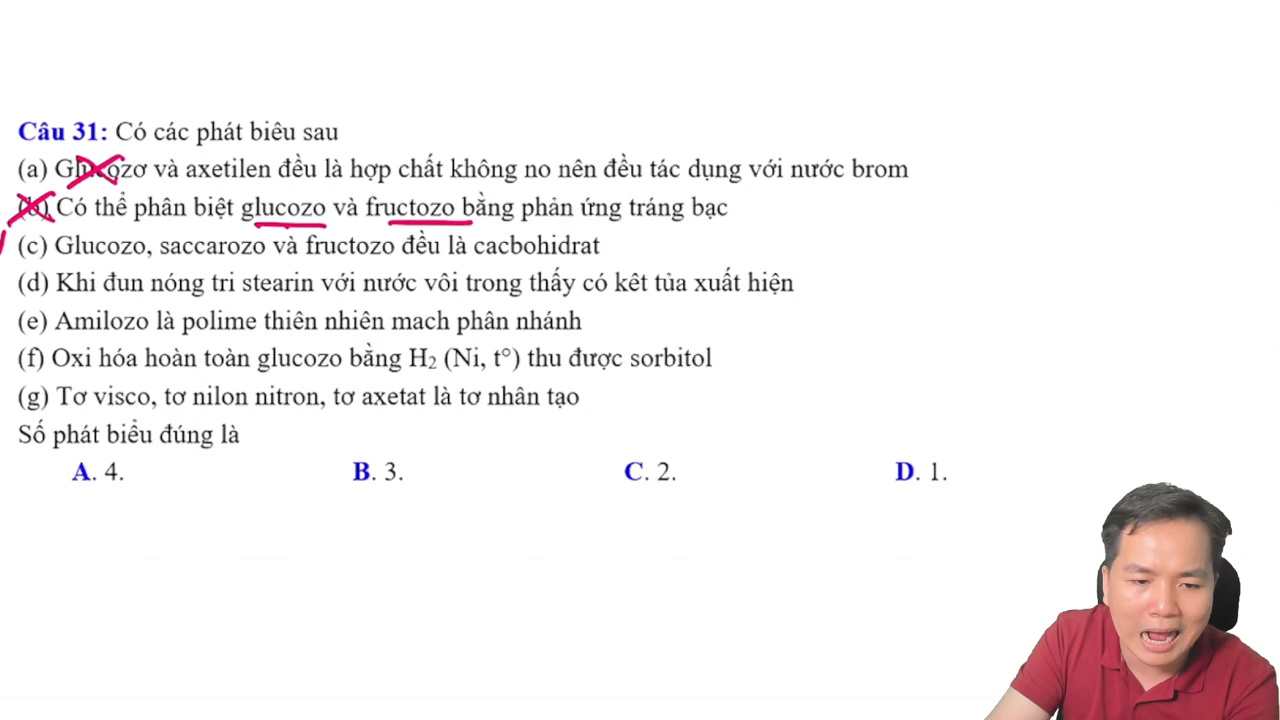 Câu 31: Có các phát biêu sau
(a) Glucozơ và axetilen đều là hợp chất không no nên đều tác dụng với nước brom
(b) Có thể phân biệt glucozo và fructozo bằng phản ứng tráng bạc
(c) Glucozo, saccarozo và fructozo đều là cacbohidrat
(d) Khi đun nóng tri stearin với nước vôi trong thấy có kêt tủa xuất hiện
(e) Amilozo là polime thiên nhiên mach phân nhánh
(f) Oxi hóa hoàn toàn glucozo bằng H₂ (Ni, t°) thu được sorbitol
(g) Tơ visco, tơ nilon nitron, tơ axetat là tơ nhân tạo
Số phát biểu đúng là
A. 4. B. 3. C. 2. D. 1.